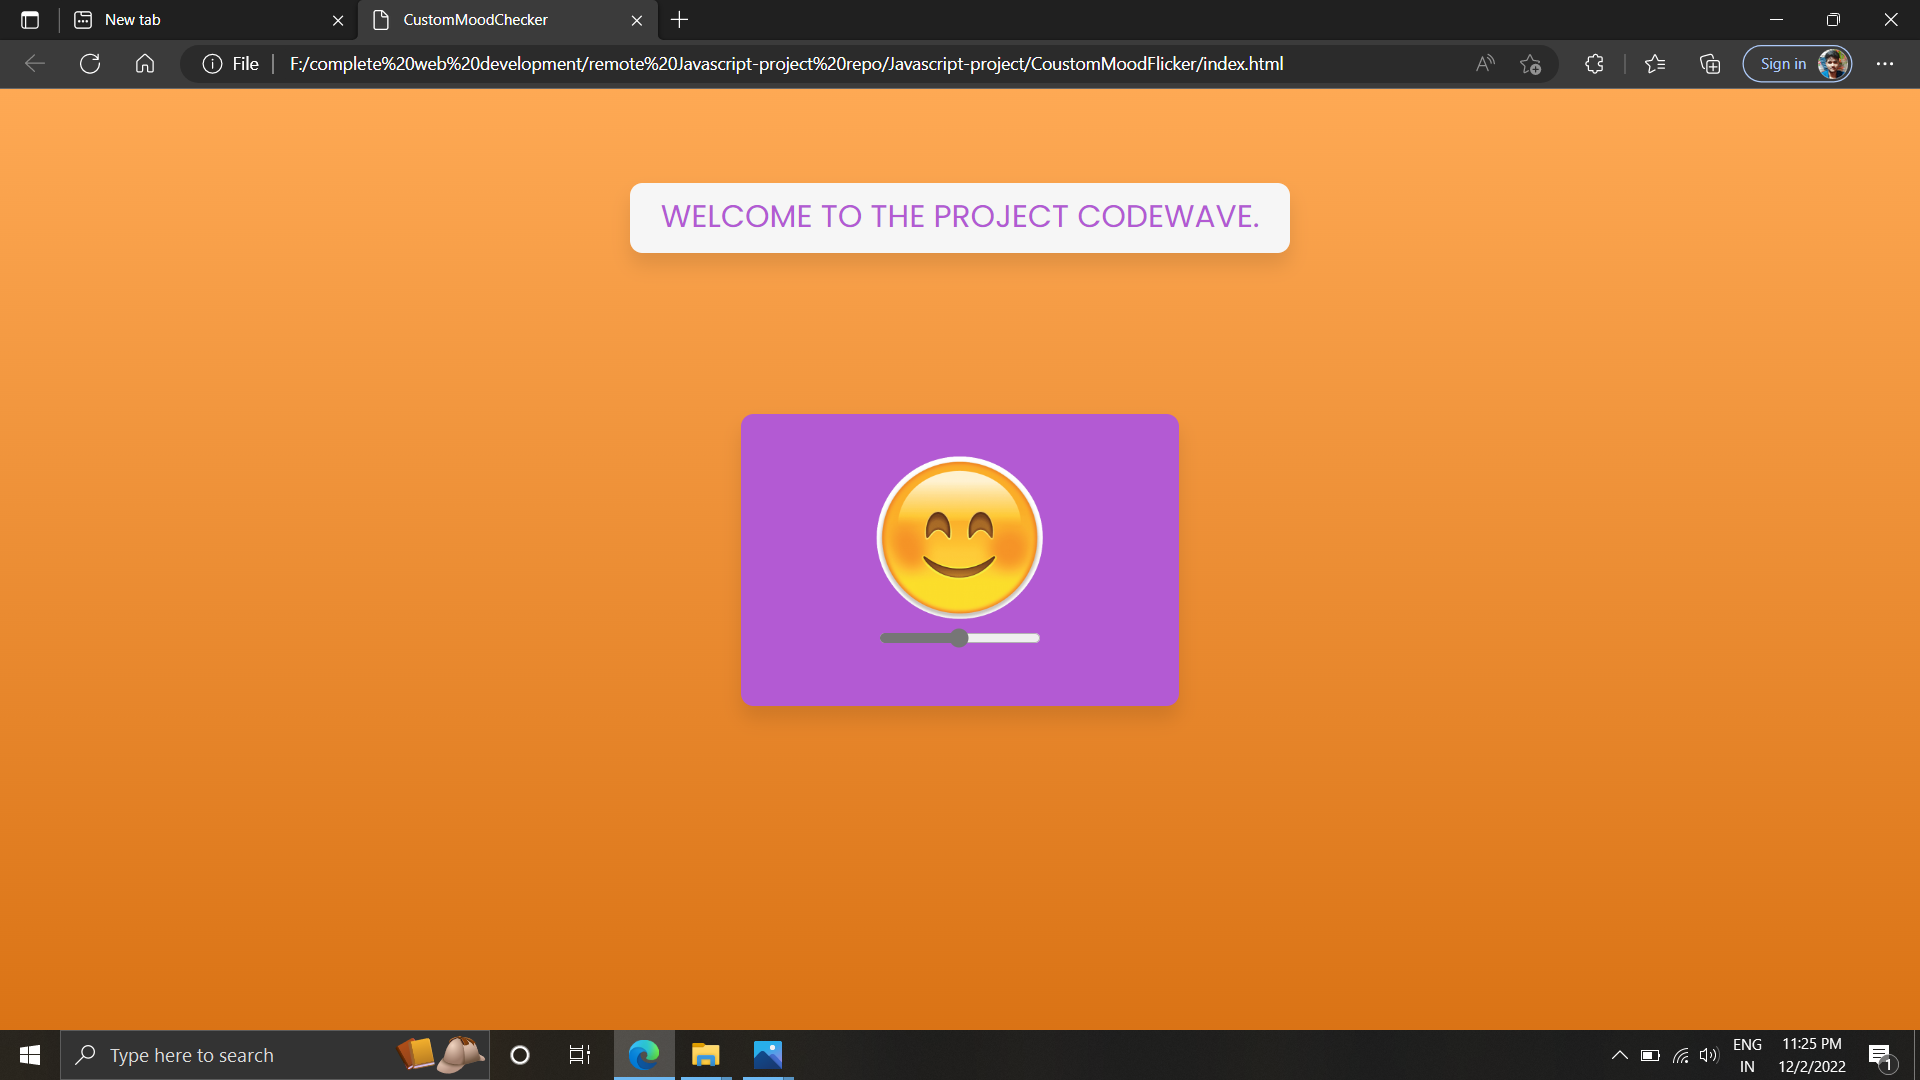 New tab
CustomMoodChecker
File
F:/complete%20web%20development/remote%20Javascript-project%20repo/Javascript-project/CoustomMoodFlicker/index.html
Sign in
WELCOME TO THE PROJECT CODEWAVE.
Type here to search
ENG
IN
11:25 PM
12/2/2022
1